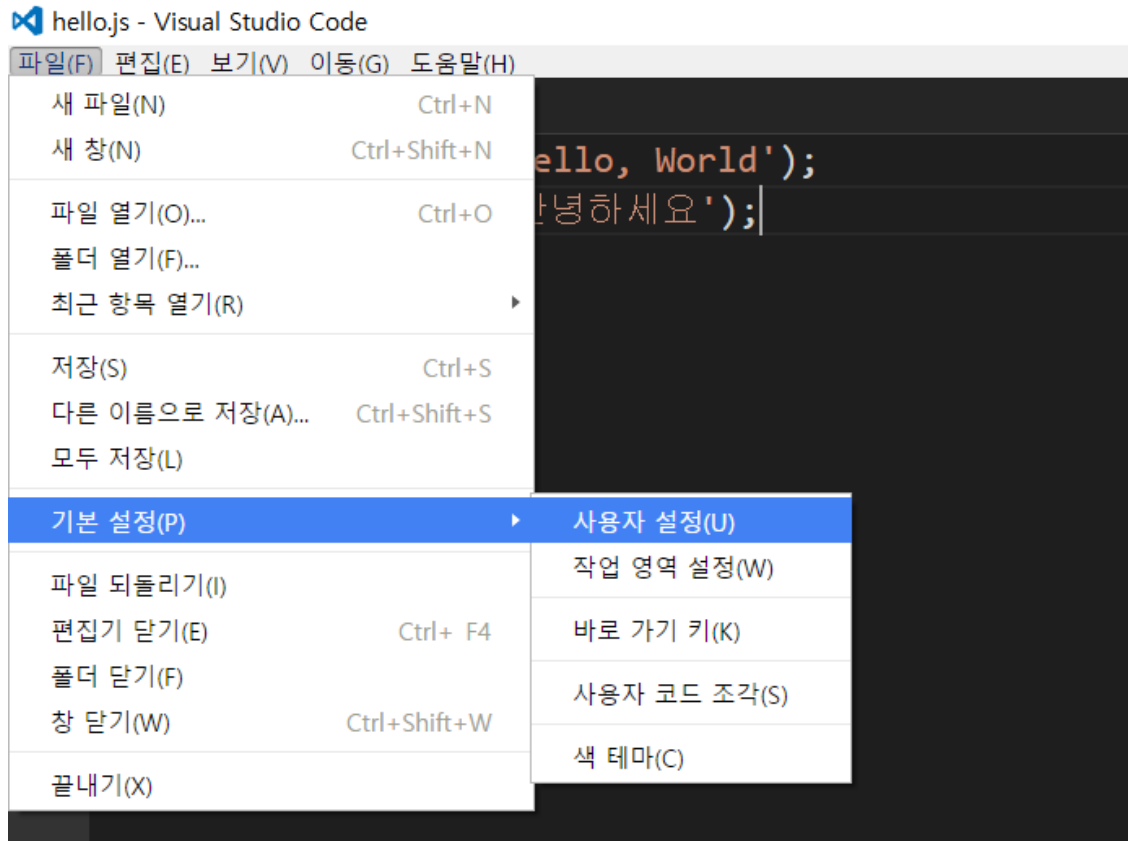 hello.js - Visual Studio Code
파일(F) 편집(E) 보기(V) 이동(G) 도움말(H)
새 파일(N) Ctrl+N
새 창(N) Ctrl+Shift+N
파일 열기(O)... Ctrl+O
폴더 열기(F)...
최근 항목 열기(R)
저장(S) Ctrl+S
다른 이름으로 저장(A)... Ctrl+Shift+S
모두 저장(L)
기본 설정(P)
파일 되돌리기(I)
편집기 닫기(E) Ctrl+ F4
폴더 닫기(F)
창 닫기(W) Ctrl+Shift+W
끝내기(X)
사용자 설정(U)
작업 영역 설정(W)
바로 가기 키(K)
사용자 코드 조각(S)
색 테마(C)
ello, World');
녕하세요');